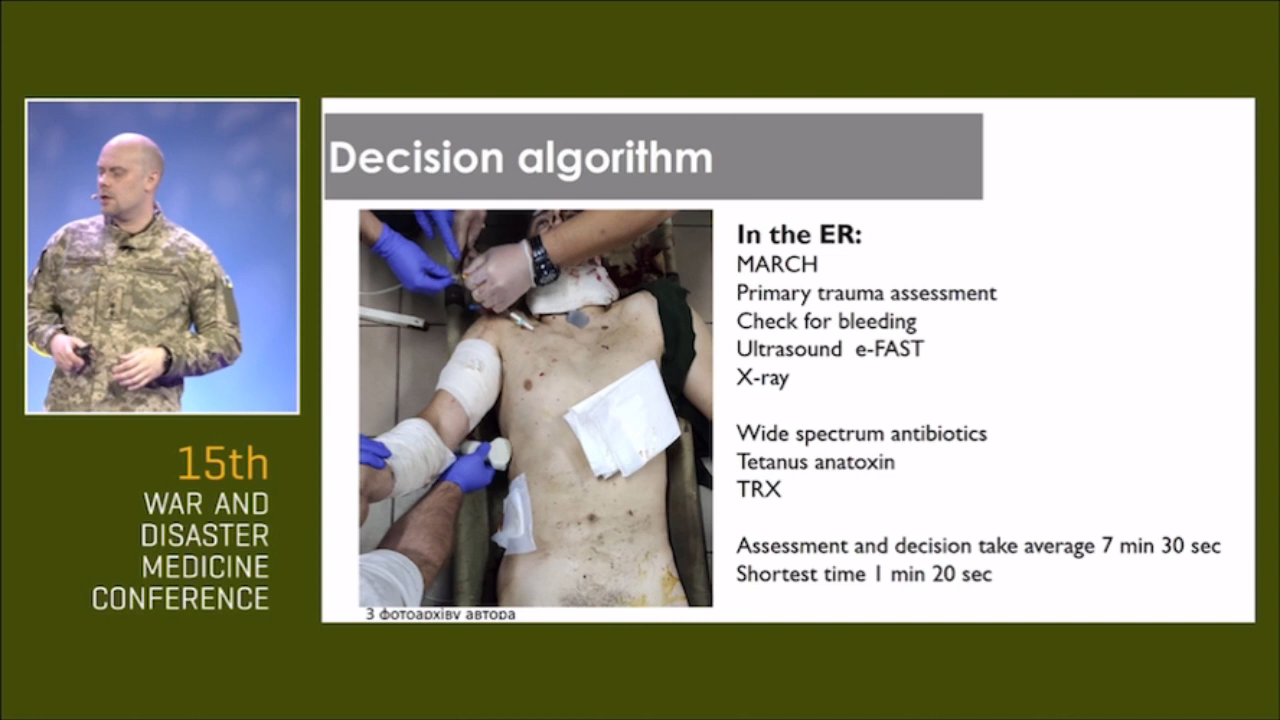 Decision algorithm
In the ER:
MARCH
Primary trauma assessment
Check for bleeding
Ultrasound e-FAST
X-ray
Wide spectrum antibiotics
Tetanus anatoxin
TRX
Assessment and decision take average 7 min 30 sec
Shortest time 1 min 20 sec
З фотоархіву автора
15th
WAR AND
DISASTER
MEDICINE
CONFERENCE